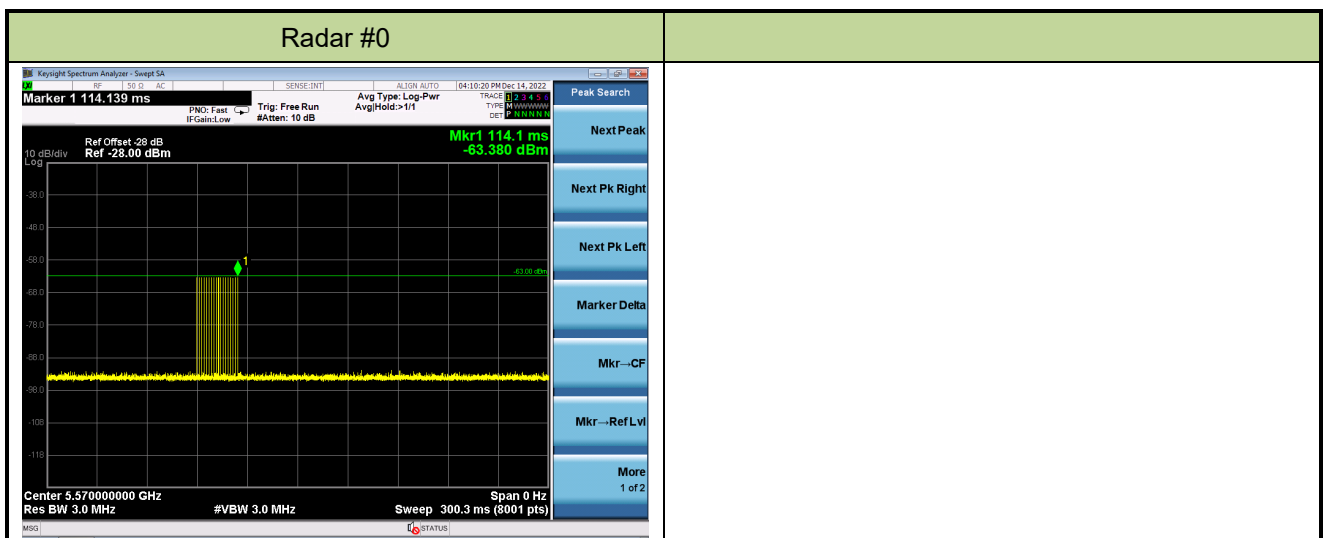 Radar #0
Keysight Spectrum Analyzer - Swept SA
RF 50 Ω AC SENSE:INT ALIGN AUTO 04:10:20 PM Dec 14, 2022
Marker 1 114.139 ms
PNO: Fast
IFGain:Low
Trig: Free Run
#Atten: 10 dB
Avg Type: Log-Pwr
Avg|Hold:>1/1
TRACE 1 2 3 4 5 6
TYPE M WWWWW
DET P N N N N N
Mkr1 114.1 ms
-63.380 dBm
Ref Offset -28 dB
10 dB/div Ref -28.00 dBm
Log
-38.0
-48.0
-58.0
1
-63.00 dBm
-68.0
-78.0
-88.0
-98.0
-108
-118
Center 5.570000000 GHz Span 0 Hz
Res BW 3.0 MHz #VBW 3.0 MHz Sweep 300.3 ms (8001 pts)
MSG STATUS
Peak Search
Next Peak
Next Pk Right
Next Pk Left
Marker Delta
Mkr→CF
Mkr→Ref Lvl
More
1 of 2